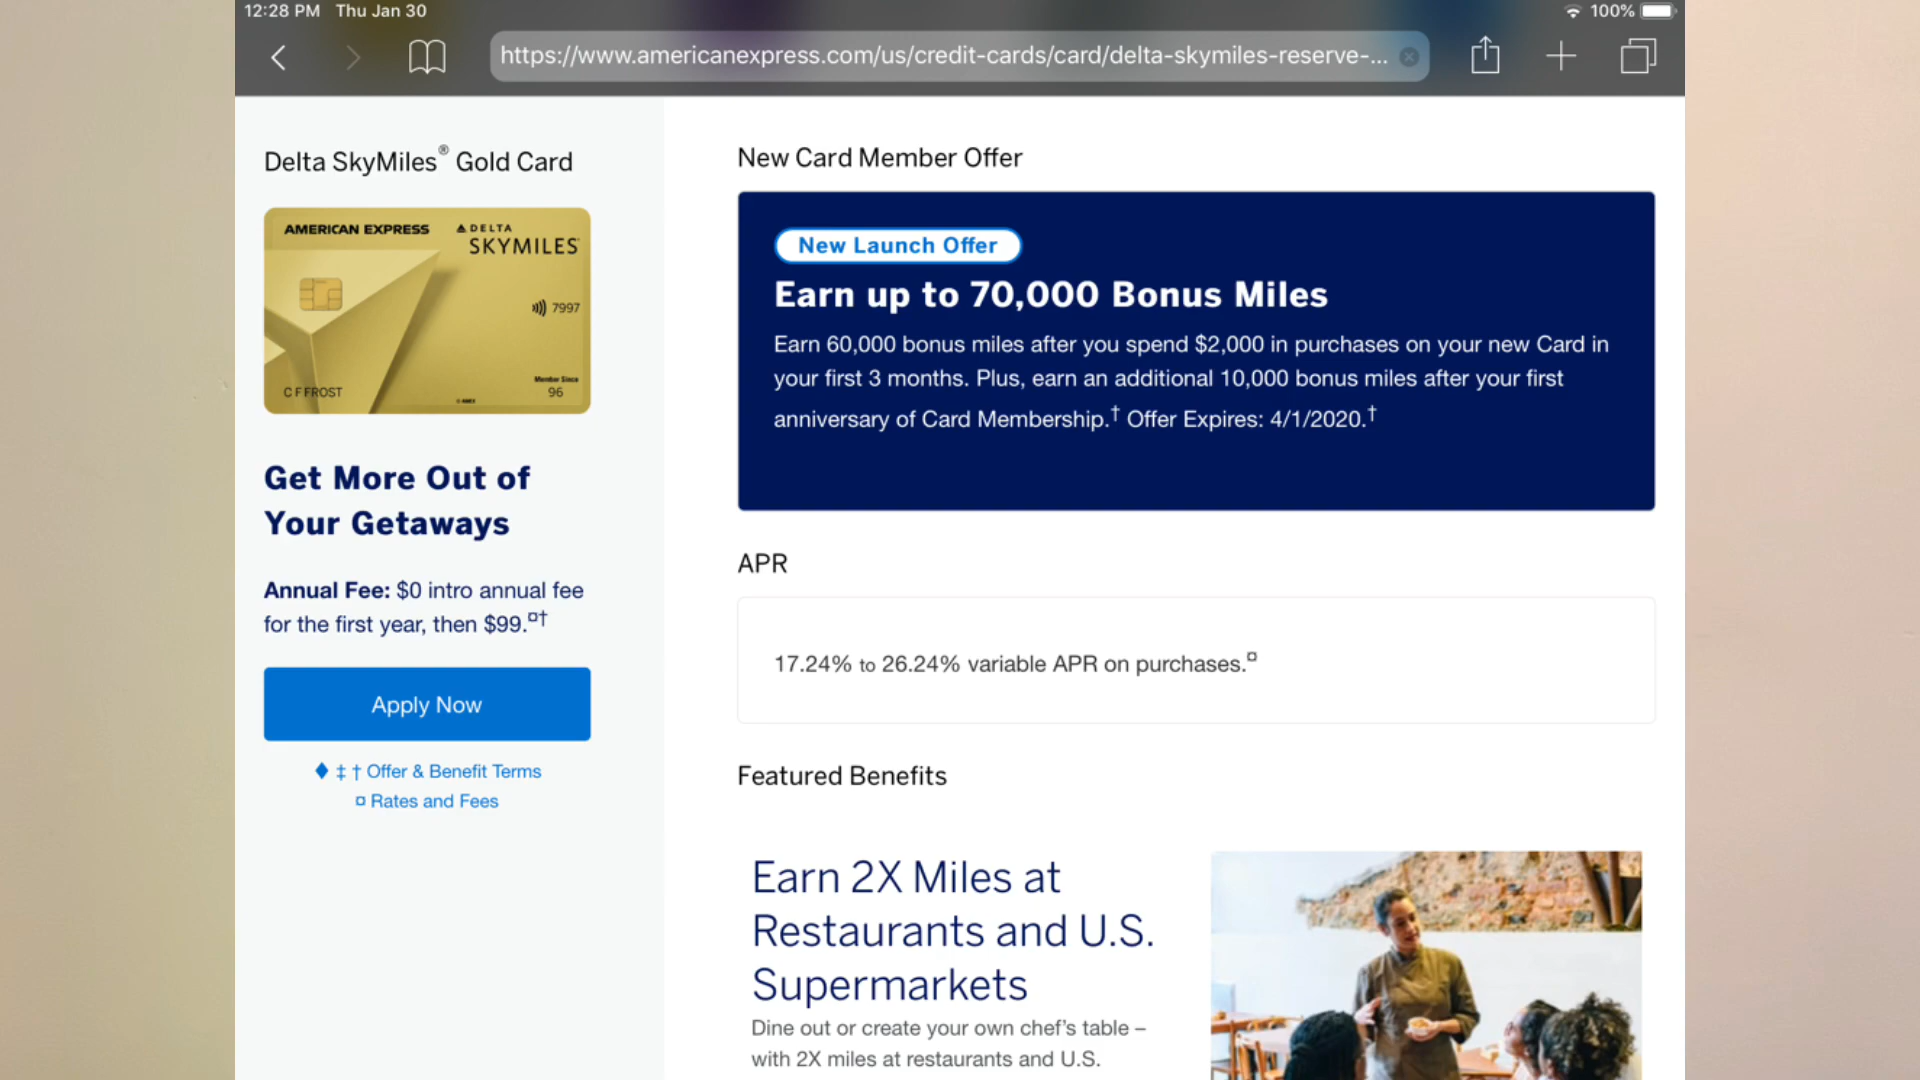 12:28 PM Thu Jan 30
100%
https://www.americanexpress.com/us/credit-cards/card/delta-skymiles-reserve-...
Delta SkyMiles® Gold Card
AMERICAN EXPRESS
DELTA
SKYMILES
7997
Member Since
C F FROST
96
© AMEX
Get More Out of
Your Getaways
Annual Fee: $0 intro annual fee
for the first year, then $99.¤†
Apply Now
♦ ‡ † Offer & Benefit Terms
¤ Rates and Fees
New Card Member Offer
New Launch Offer
Earn up to 70,000 Bonus Miles
Earn 60,000 bonus miles after you spend $2,000 in purchases on your new Card in
your first 3 months. Plus, earn an additional 10,000 bonus miles after your first
anniversary of Card Membership.† Offer Expires: 4/1/2020.†
APR
17.24% to 26.24% variable APR on purchases.¤
Featured Benefits
Earn 2X Miles at
Restaurants and U.S.
Supermarkets
Dine out or create your own chef's table –
with 2X miles at restaurants and U.S.